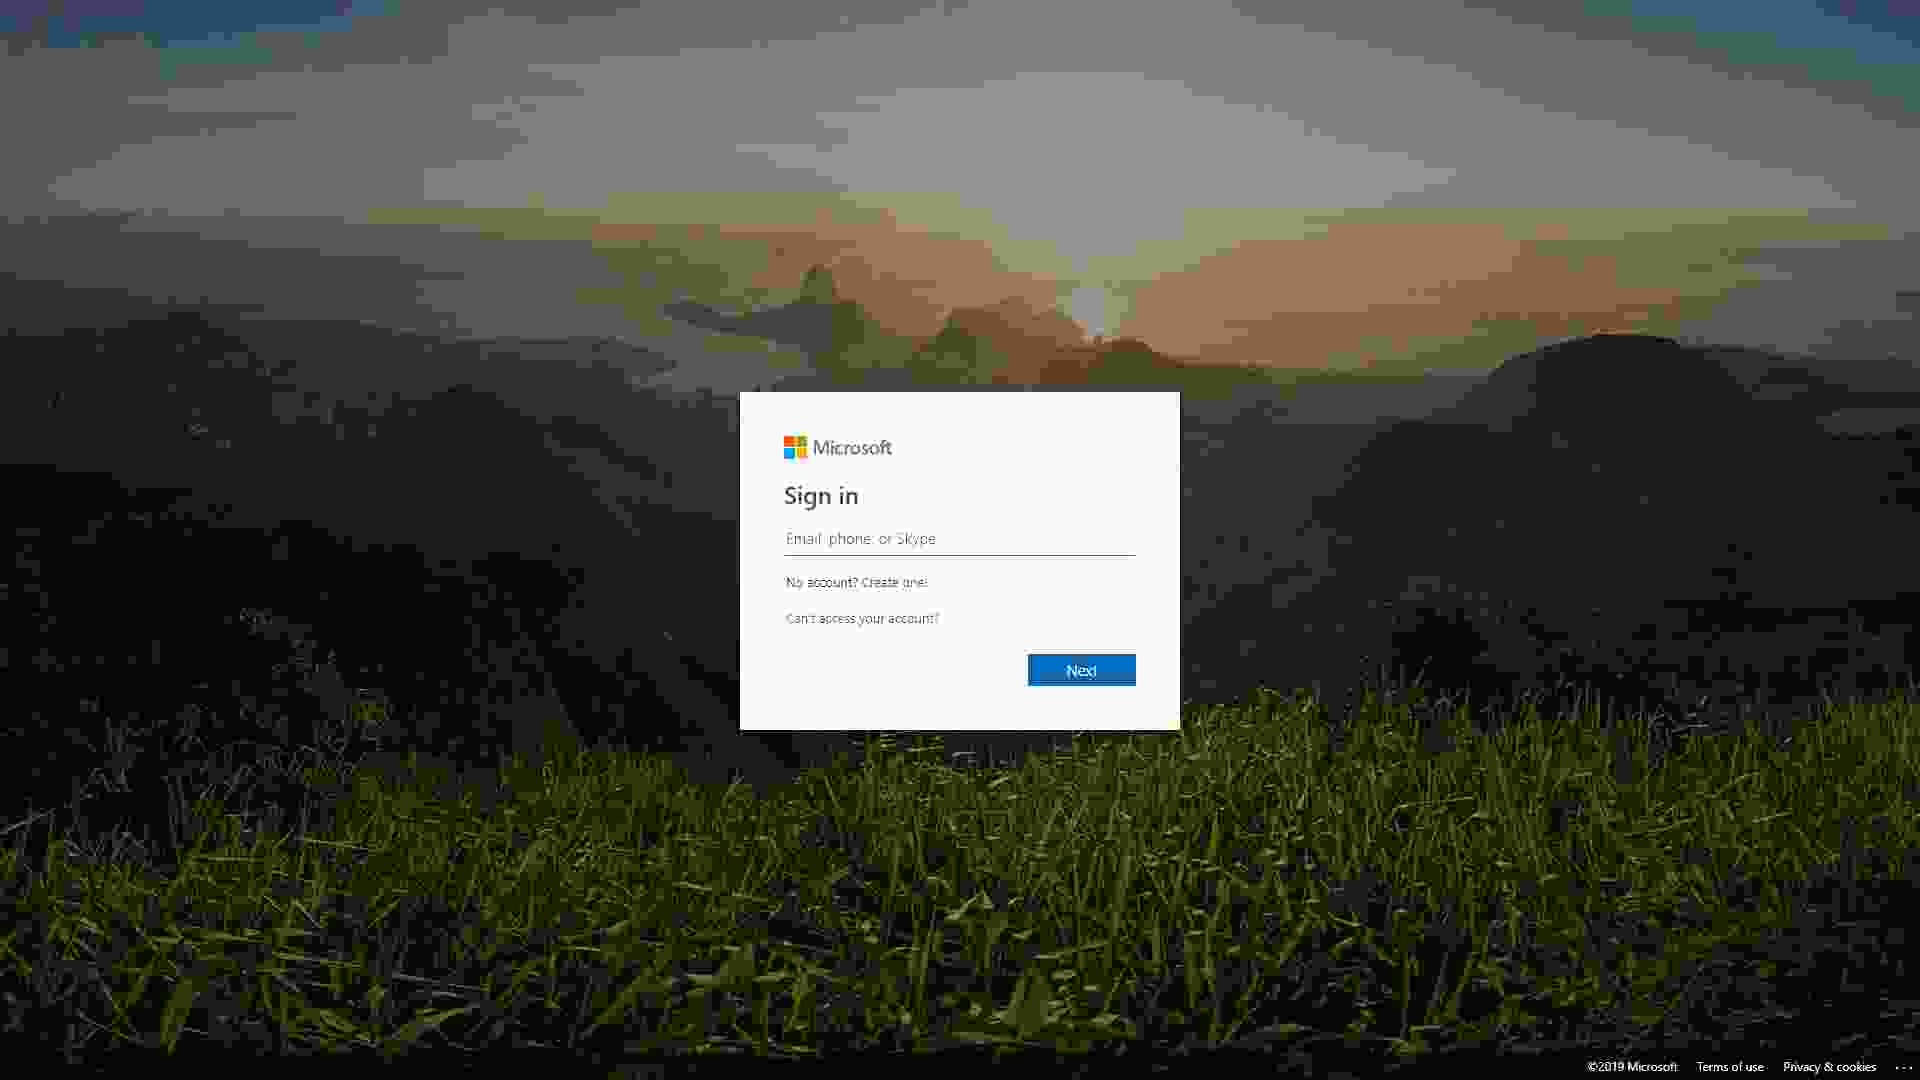 Microsoft
Sign in
Email, phone, or Skype
No account? Create one!
Can't access your account?
Next
©2019 Microsoft Terms of use Privacy & cookies ...